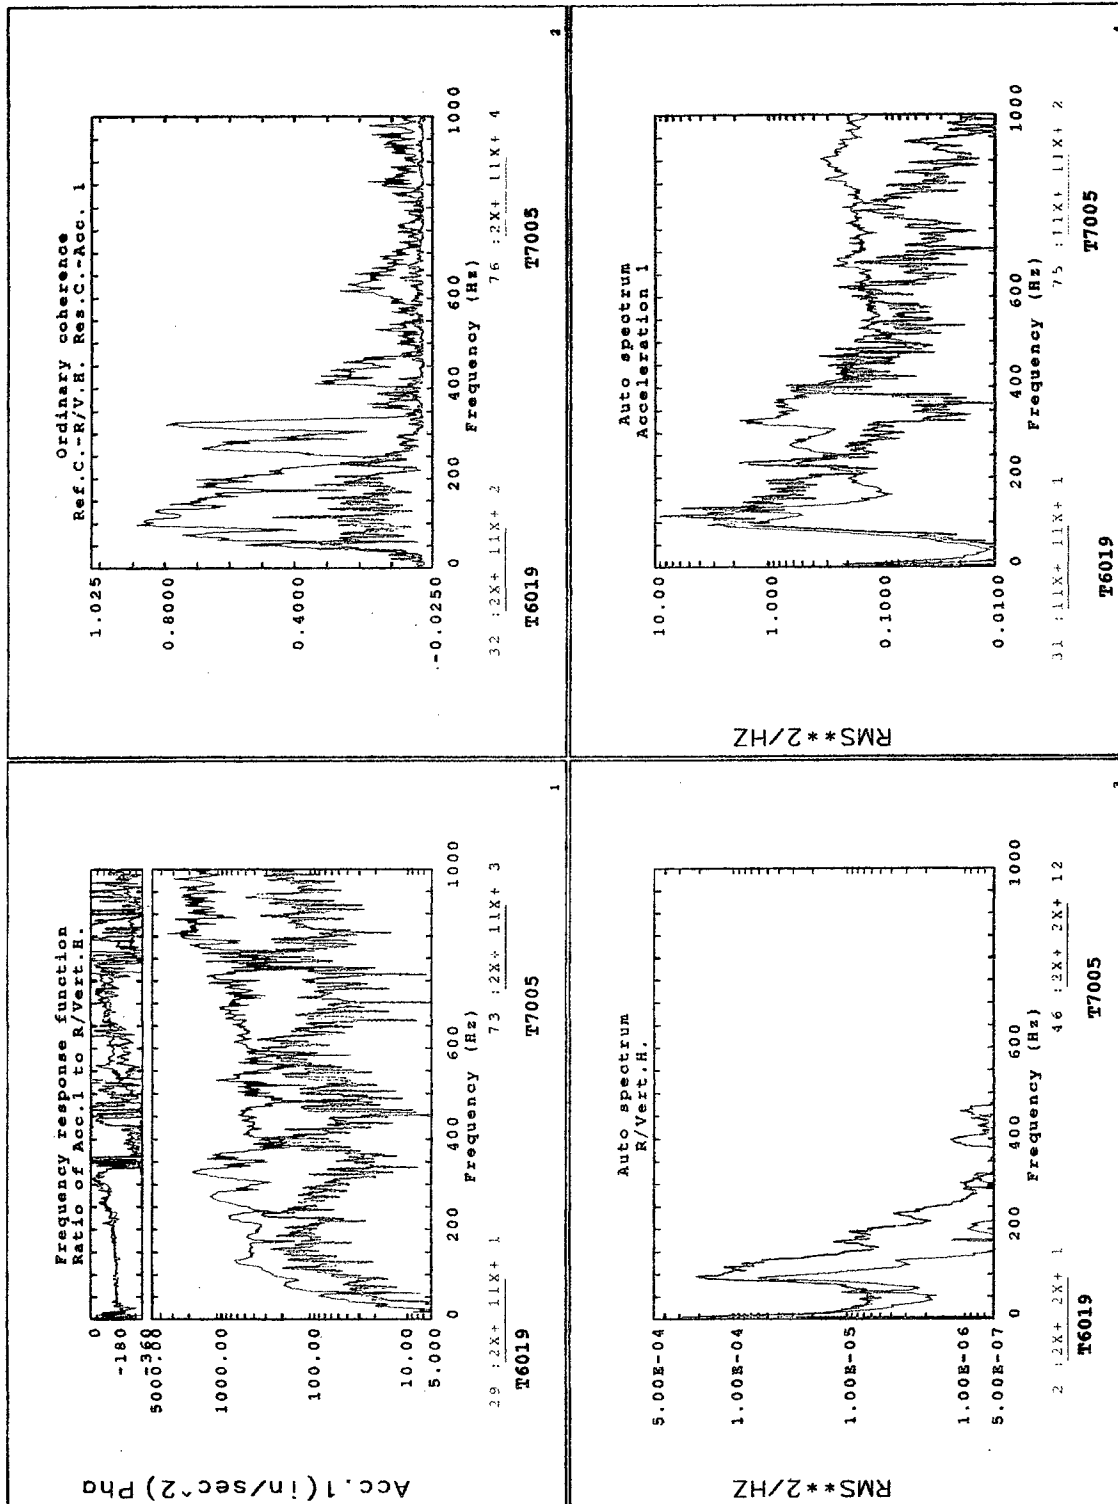 Frequency response function
Ratio of Acc.1 to R/Vert.H.
Acc.1(in/sec^2) Pha
0
-180
-360
5000.00
1000.00
100.00
10.00
5.000
0 200 400 600 1000
Frequency (Hz)
29 :2X+ 11X+ 1 73 :2X+ 11X+ 3
T6019 T7005
1
Ordinary coherence
Ref.C.-R/V.H. Res.C.-Acc. 1
1.025
0.8000
0.4000
-0.0250
0 200 400 600 1000
Frequency (Hz)
32 :2X+ 11X+ 2 76 :2X+ 11X+ 4
T6019 T7005
2
Auto spectrum
R/Vert.H.
RMS**2/HZ
5.00E-04
1.00E-04
1.00E-05
1.00E-06
5.00E-07
0 200 400 600 1000
Frequency (Hz)
2 :2X+ 2X+ 1 46 :2X+ 2X+ 12
T6019 T7005
3
Auto spectrum
Acceleration 1
RMS**2/HZ
10.00
1.000
0.1000
0.0100
0 200 400 600 1000
Frequency (Hz)
31 :11X+ 11X+ 1 75 :11X+ 11X+ 2
T6019 T7005